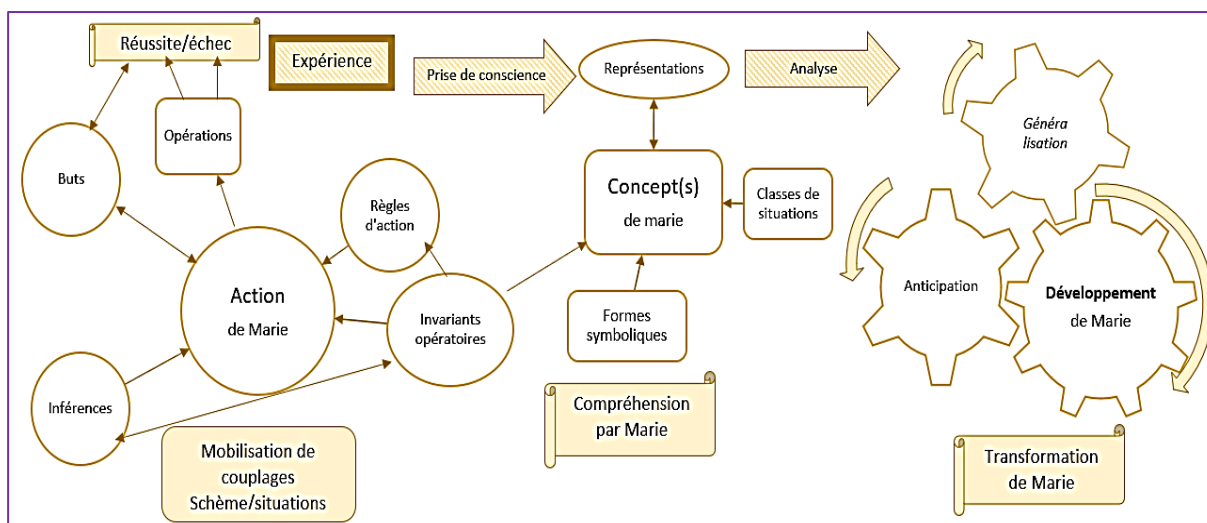 Réussite/échec
Expérience
Prise de conscience
Représentations
Analyse
Généra
lisation
Opérations
Buts
Règles
d'action
Concept(s)
de marie
Classes de
situations
Action
de Marie
Invariants
opératoires
Formes
symboliques
Anticipation
Développement
de Marie
Inférences
Mobilisation de
couplages
Schème/situations
Compréhension
par Marie
Transformation
de Marie